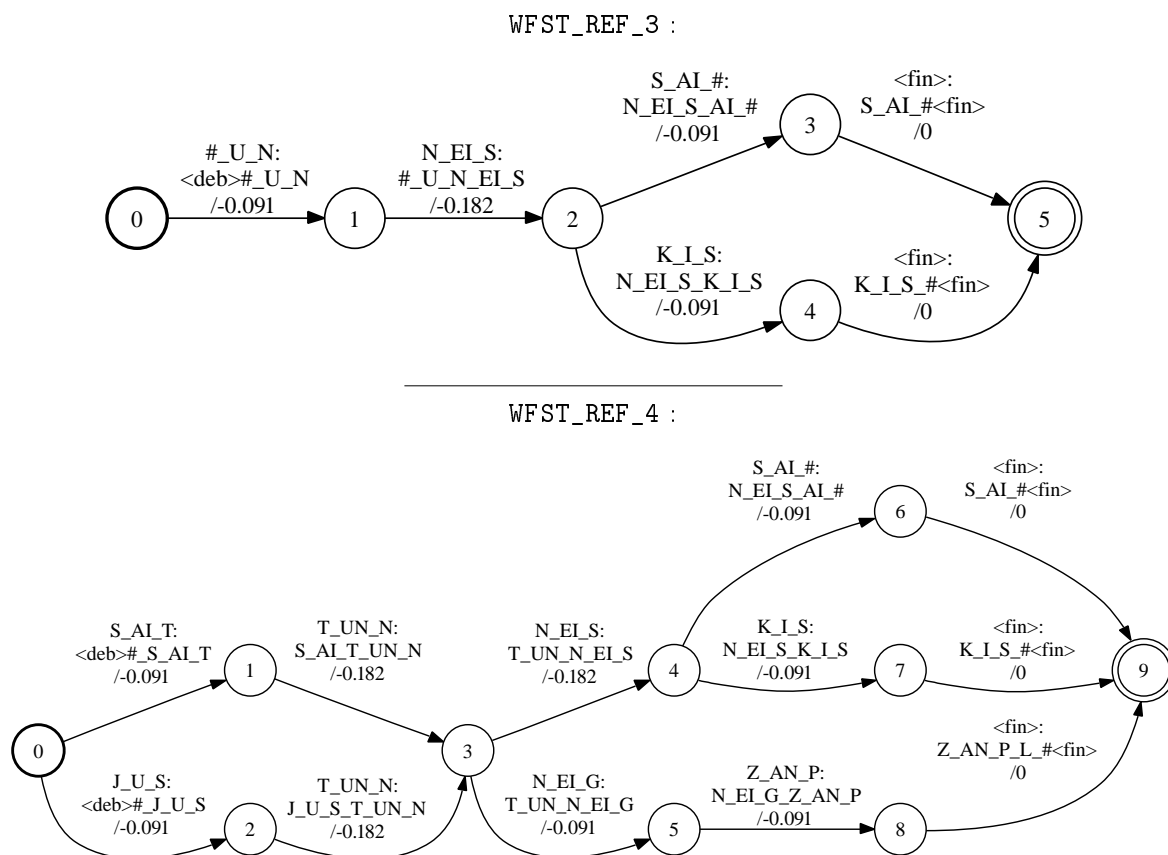 WFST_REF_3 :
S_AI_#:
N_EI_S_AI_#
/-0.091
<fin>:
S_AI_#<fin>
/0
#_U_N:
<deb>#_U_N
/-0.091
N_EI_S:
#_U_N_EI_S
/-0.182
0
1
2
3
5
K_I_S:
N_EI_S_K_I_S
/-0.091
<fin>:
K_I_S_#<fin>
/0
4
WFST_REF_4 :
S_AI_#:
N_EI_S_AI_#
/-0.091
<fin>:
S_AI_#<fin>
/0
6
S_AI_T:
<deb>#_S_AI_T
/-0.091
T_UN_N:
S_AI_T_UN_N
/-0.182
N_EI_S:
T_UN_N_EI_S
/-0.182
K_I_S:
N_EI_S_K_I_S
/-0.091
<fin>:
K_I_S_#<fin>
/0
1
4
7
9
0
3
J_U_S:
<deb>#_J_U_S
/-0.091
T_UN_N:
J_U_S_T_UN_N
/-0.182
N_EI_G:
T_UN_N_EI_G
/-0.091
Z_AN_P:
N_EI_G_Z_AN_P
/-0.091
<fin>:
Z_AN_P_L_#<fin>
/0
2
5
8